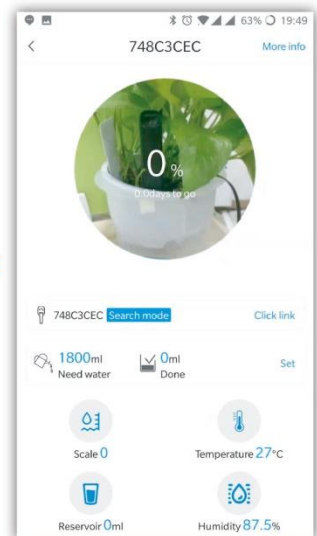 63% 19:49
748C3CEC More info
0 %
0.0days to go
748C3CEC Search mode Click link
1800ml 0ml Set
Need water Done
Scale 0 Temperature 27°C
Reservoir 0ml Humidity 87.5%